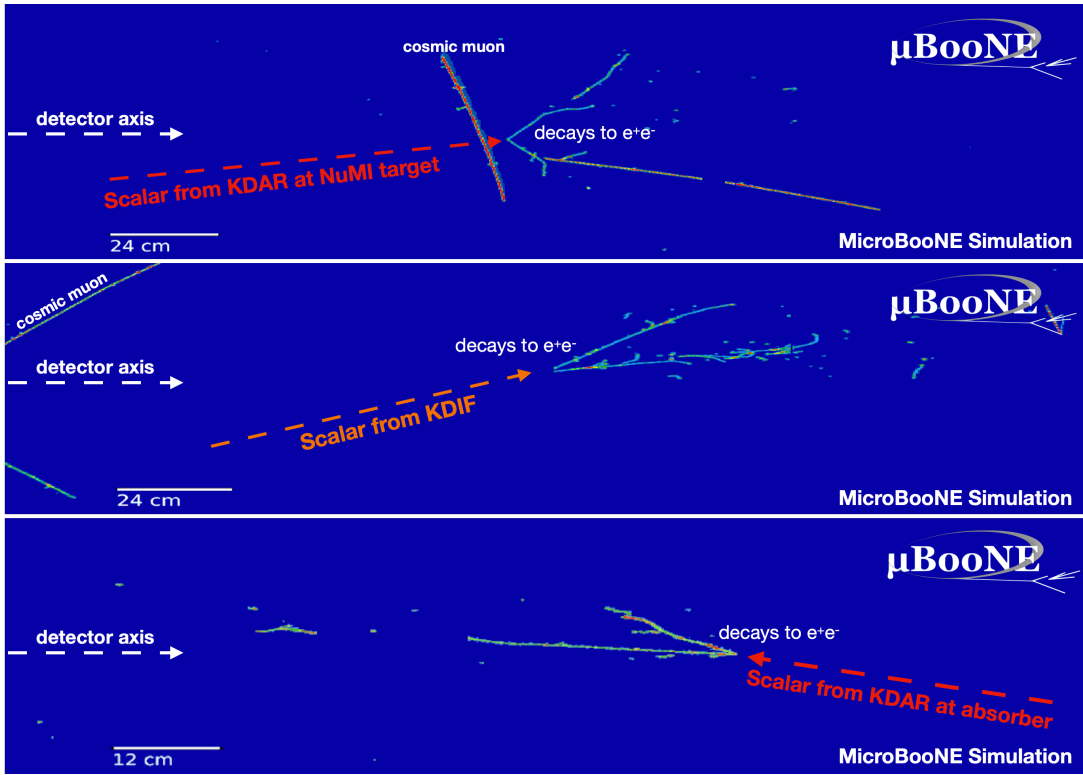 cosmic muon
µBooNE
detector axis
decays to e+e-
Scalar from KDAR at NuMI target
24 cm
MicroBooNE Simulation
cosmic muon
µBooNE
decays to e+e-
detector axis
Scalar from KDIF
24 cm
MicroBooNE Simulation
µBooNE
detector axis
decays to e+e-
Scalar from KDAR at absorber
12 cm
MicroBooNE Simulation